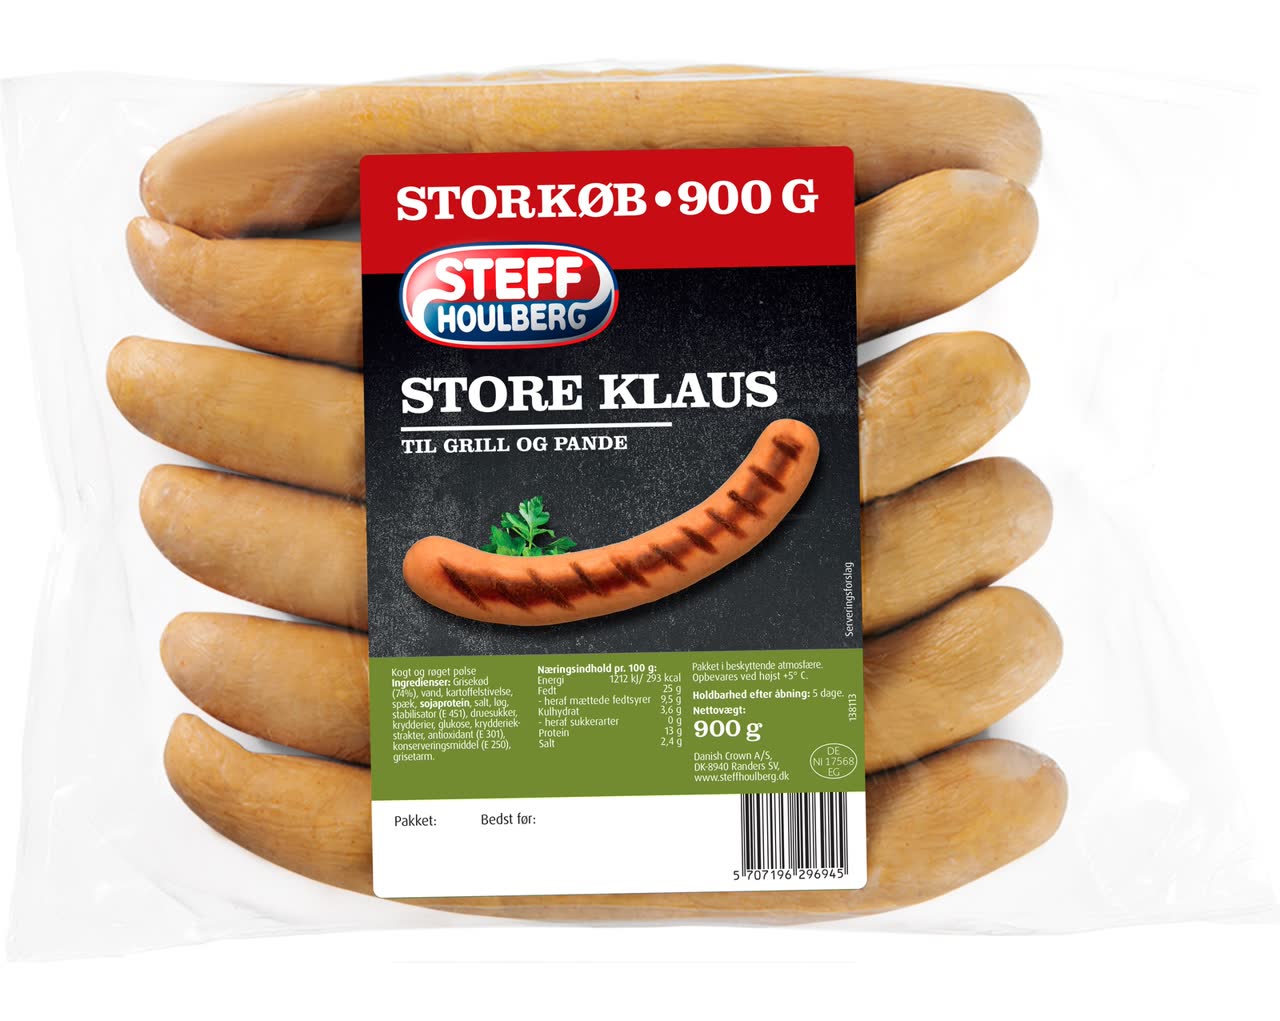 STORKØB • 900 G
STEFF
HOULBERG
STORE KLAUS
TIL GRILL OG PANDE
Serveringsforslag
Kogt og røget pølse
Ingredienser: Grisekød
(74%), vand, kartoffelstivelse,
spæk, sojaprotein, salt, løg,
stabilisator (E 451), druesukker,
krydderier, glukose, krydderiek-
strakter, antioxidant (E 301),
konserveringsmiddel (E 250),
grisetarm.
Næringsindhold pr. 100 g:
Energi 1212 kJ/ 293 kcal
Fedt 25 g
- heraf mættede fedtsyrer 9,5 g
Kulhydrat 3,6 g
- heraf sukkerarter 0 g
Protein 13 g
Salt 2,4 g
Pakket i beskyttende atmosfære.
Opbevares ved højst +5° C.
Holdbarhed efter åbning: 5 dage.
Nettovægt:
900 g
138113
Danish Crown A/S,
DK-8940 Randers SV,
www.steffhoulberg.dk
DE
NI 17568
EG
Pakket: Bedst før:
5 707196 296945